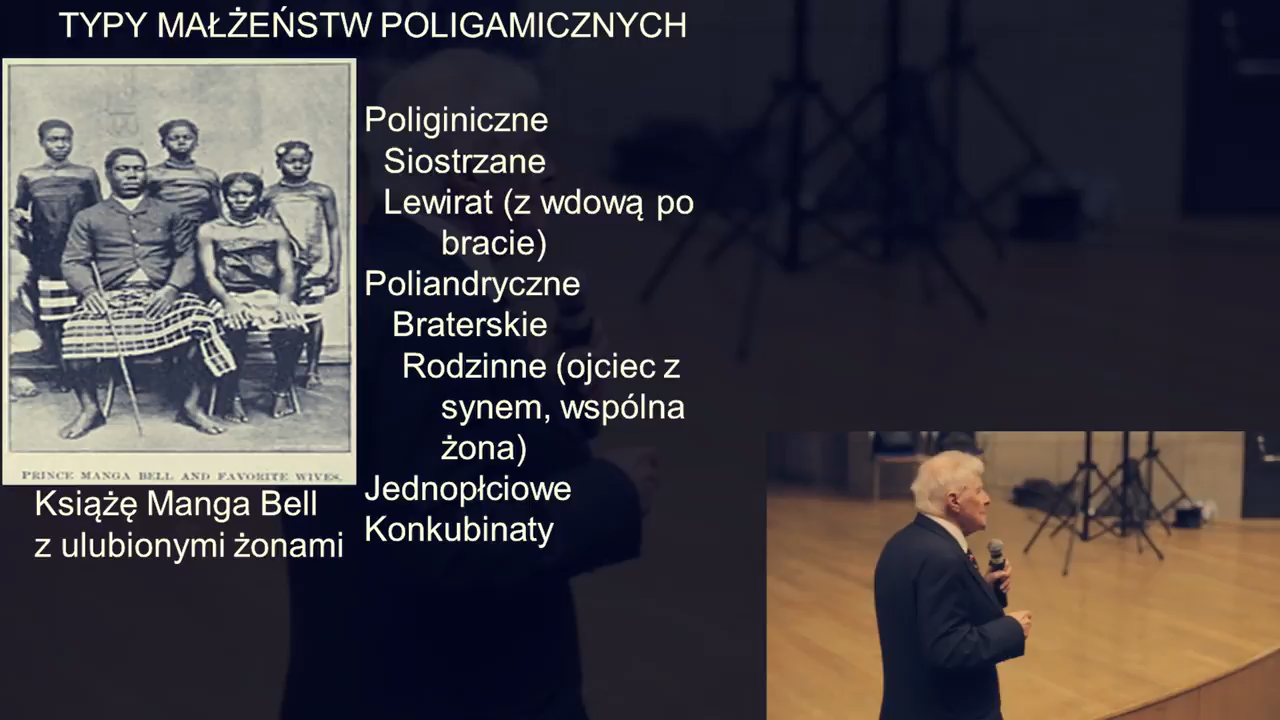 TYPY MAŁŻEŃSTW POLIGAMICZNYCH
PRINCE MANGA BELL AND FAVORITE WIVES.
Książę Manga Bell
z ulubionymi żonami
Poliginiczne
Siostrzane
Lewirat (z wdową po
bracie)
Poliandryczne
Braterskie
Rodzinne (ojciec z
synem, wspólna
żona)
Jednopłciowe
Konkubinaty